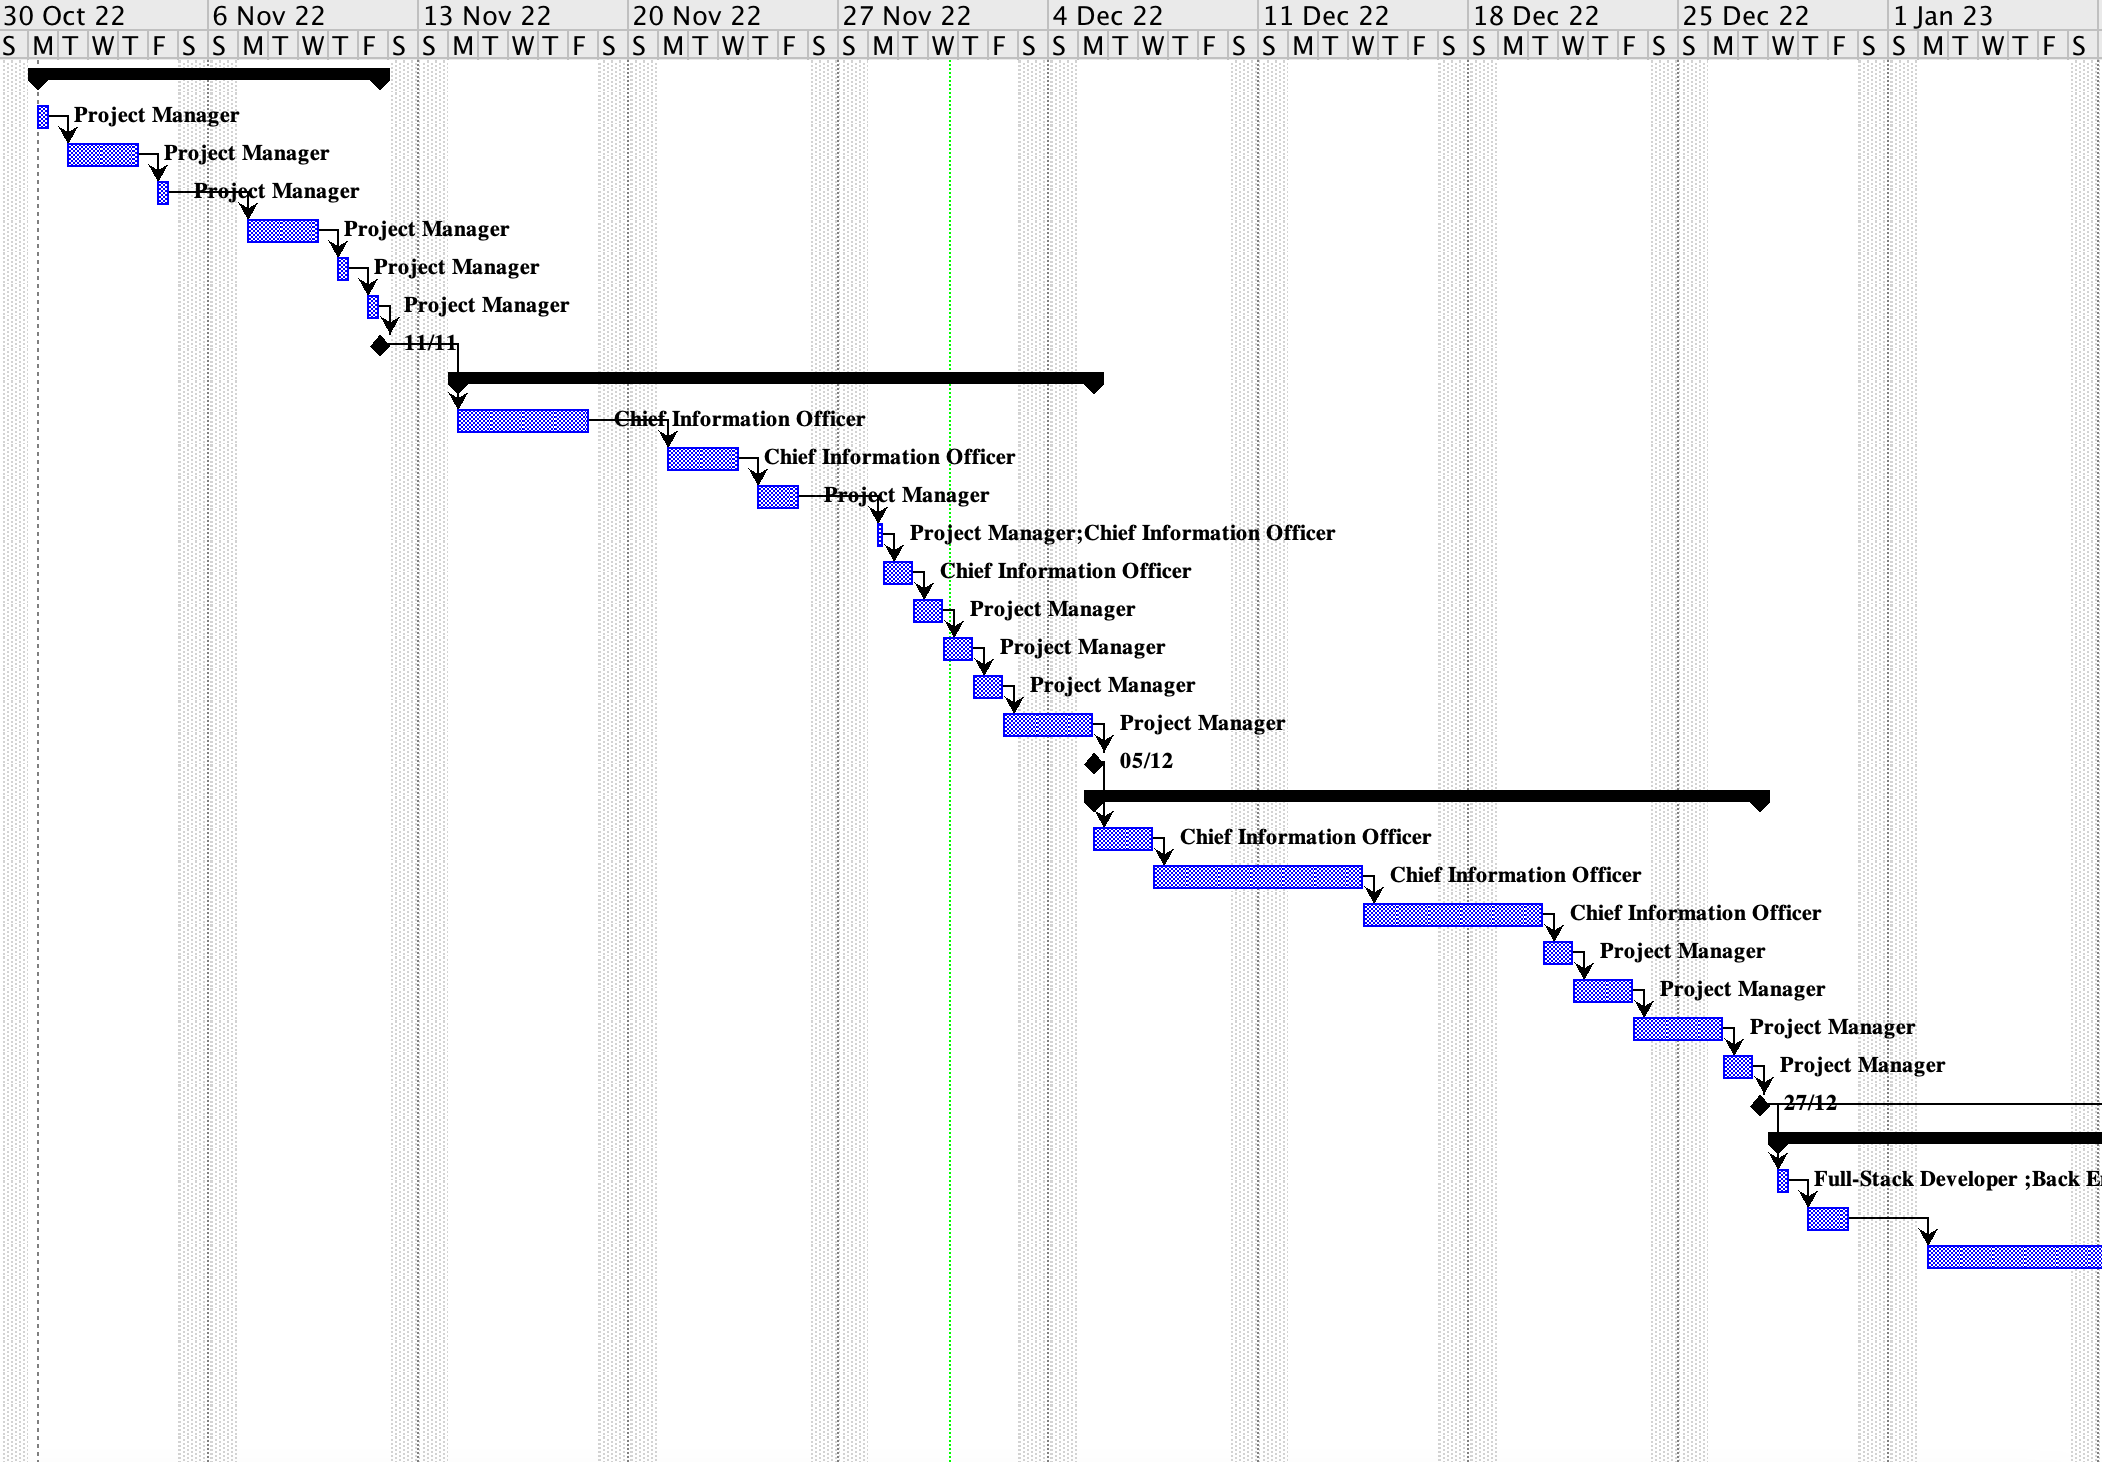 30 Oct 22 6 Nov 22 13 Nov 22 20 Nov 22 27 Nov 22 4 Dec 22 11 Dec 22 18 Dec 22 25 Dec 22 1 Jan 23
S M T W T F S S M T W T F S S M T W T F S S M T W T F S S M T W T F S S M T W T F S S M T W T F S S M T W T F S S M T W T F S S M T W T F S
Project Manager
Project Manager
Project Manager
Project Manager
Project Manager
Project Manager
11/11
Chief Information Officer
Chief Information Officer
Project Manager
Project Manager;Chief Information Officer
Chief Information Officer
Project Manager
Project Manager
Project Manager
Project Manager
05/12
Chief Information Officer
Chief Information Officer
Chief Information Officer
Project Manager
Project Manager
Project Manager
Project Manager
27/12
Full-Stack Developer ;Back